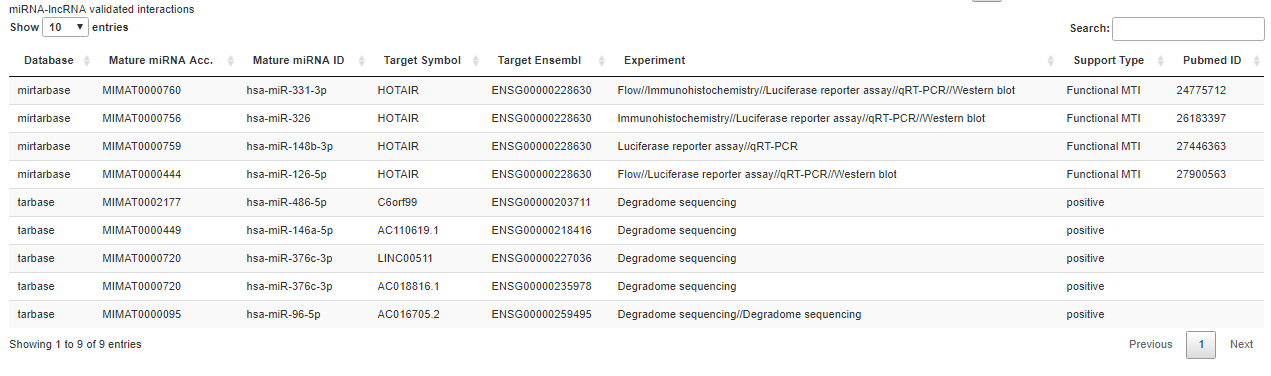 miRNA-lncRNA validated interactions
Show 10 entries Search:
Database Mature miRNA Acc. Mature miRNA ID Target Symbol Target Ensembl Experiment Support Type Pubmed ID
mirtarbase MIMAT0000760 hsa-miR-331-3p HOTAIR ENSG00000228630 Flow//Immunohistochemistry//Luciferase reporter assay//qRT-PCR//Western blot Functional MTI 24775712
mirtarbase MIMAT0000756 hsa-miR-326 HOTAIR ENSG00000228630 Immunohistochemistry//Luciferase reporter assay//qRT-PCR//Western blot Functional MTI 26183397
mirtarbase MIMAT0000759 hsa-miR-148b-3p HOTAIR ENSG00000228630 Luciferase reporter assay//qRT-PCR Functional MTI 27446363
mirtarbase MIMAT0000444 hsa-miR-126-5p HOTAIR ENSG00000228630 Flow//Luciferase reporter assay//qRT-PCR//Western blot Functional MTI 27900563
tarbase MIMAT0002177 hsa-miR-486-5p C6orf99 ENSG00000203711 Degradome sequencing positive
tarbase MIMAT0000449 hsa-miR-146a-5p AC110619.1 ENSG00000218416 Degradome sequencing positive
tarbase MIMAT0000720 hsa-miR-376c-3p LINC00511 ENSG00000227036 Degradome sequencing positive
tarbase MIMAT0000720 hsa-miR-376c-3p AC018816.1 ENSG00000235978 Degradome sequencing positive
tarbase MIMAT0000095 hsa-miR-96-5p AC016705.2 ENSG00000259495 Degradome sequencing//Degradome sequencing positive
Showing 1 to 9 of 9 entries Previous 1 Next